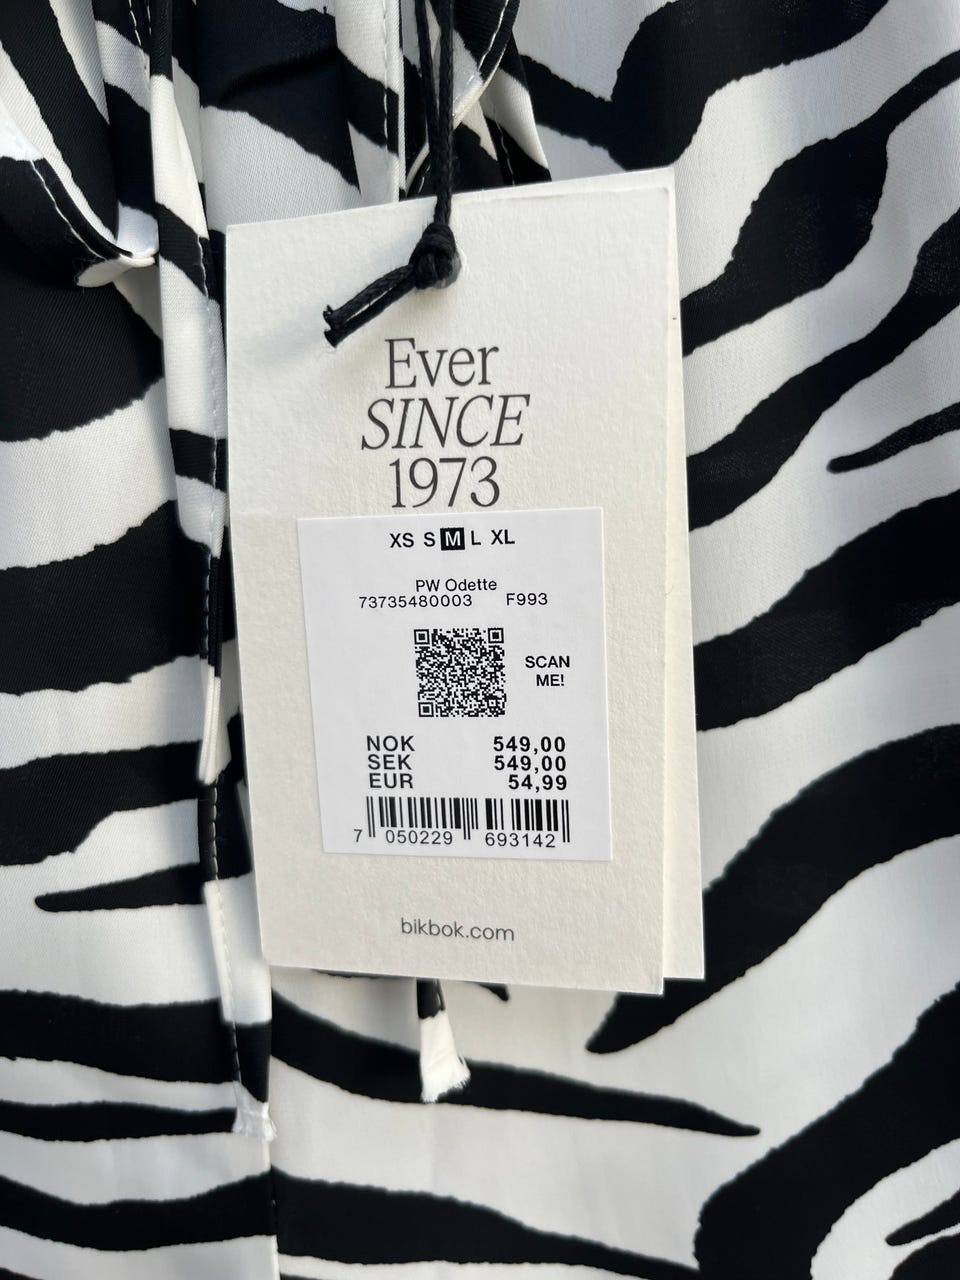 Ever
SINCE
1973
XS S M L XL
PW Odette
73735480003 F993
SCAN
ME!
NOK 549,00
SEK 549,00
EUR 54,99
7 050229 693142
bikbok.com